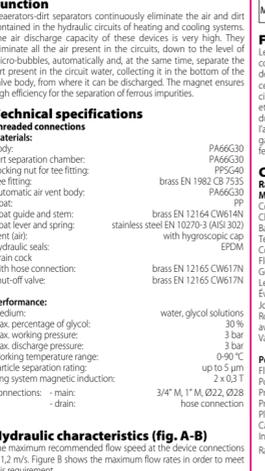 unction
eaerators-dirt separators continuously eliminate the air and dirt
ontained in the hydraulic circuits of heating and cooling systems.
he air discharge capacity of these devices is very high. They
liminate all the air present in the circuits, down to the level of
icro-bubbles, automatically and, at the same time, separate the
irt present in the circuit water, collecting it in the bottom of the
alve body, from where it can be discharged. The magnet ensures
igh efficiency for the separation of ferrous impurities.
echnical specifications
hreaded connections
aterials:
ody: PA66G30
irt separation chamber: PA66G30
ocking nut for tee fitting: PPSG40
ee fitting: brass EN 1982 CB 753S
utomatic air vent body: PA66G30
oat: PP
oat guide and stem: brass EN 12164 CW614N
oat lever and spring: stainless steel EN 10270-3 (AISI 302)
ent (air): with hygroscopic cap
ydraulic seals: EPDM
rain cock
ith hose connection: brass EN 12165 CW617N
hut-off valve: brass EN 12165 CW617N
erformance:
edium: water, glycol solutions
ax. percentage of glycol: 30 %
ax. working pressure: 3 bar
ax. discharge pressure: 3 bar
orking temperature range: 0-90 °C
article separation rating: up to 5 µm
ing system magnetic induction: 2 x 0,3 T
onnections: - main: 3/4" M, 1" M, Ø22, Ø28
- drain: hose connection
ydraulic characteristics (fig. A-B)
he maximum recommended flow speed at the device connections
1,2 m/s. Figure B shows the maximum flow rates in order to meet
is requirement.